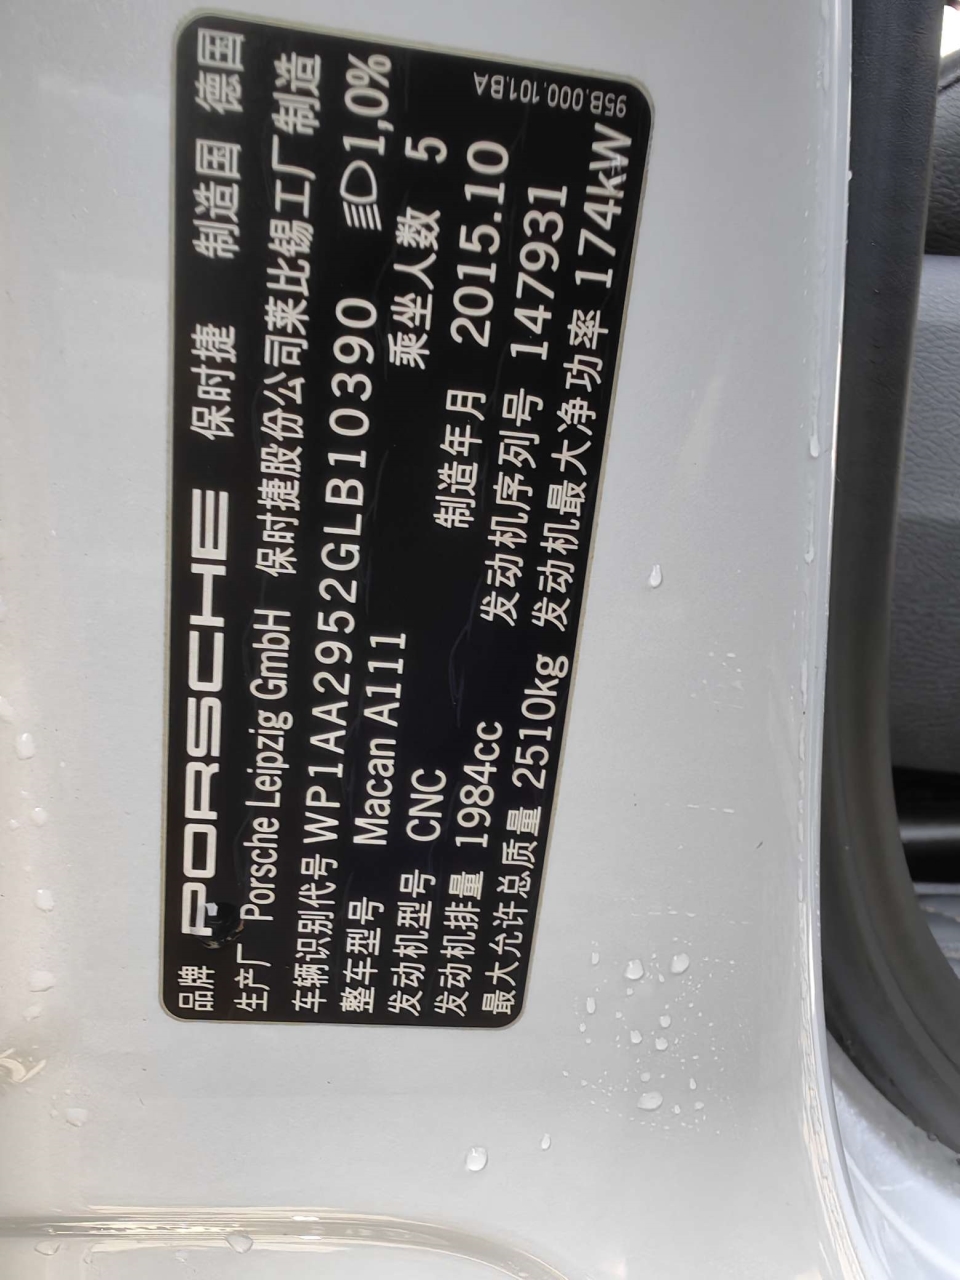 品牌 PORSCHE 保时捷 制造国 德国
生产厂 Porsche Leipzig GmbH 保时捷股份公司莱比锡工厂制造
车辆识别代号 WP1AA2952GLB10390 1,0%
整车型号 Macan A111 乘坐人数 5
发动机型号 CNC 制造年月 2015.10
发动机排量 1984cc 发动机序列号 147931
最大允许总质量 2510kg 发动机最大净功率 174kW
95B.000.101.BA